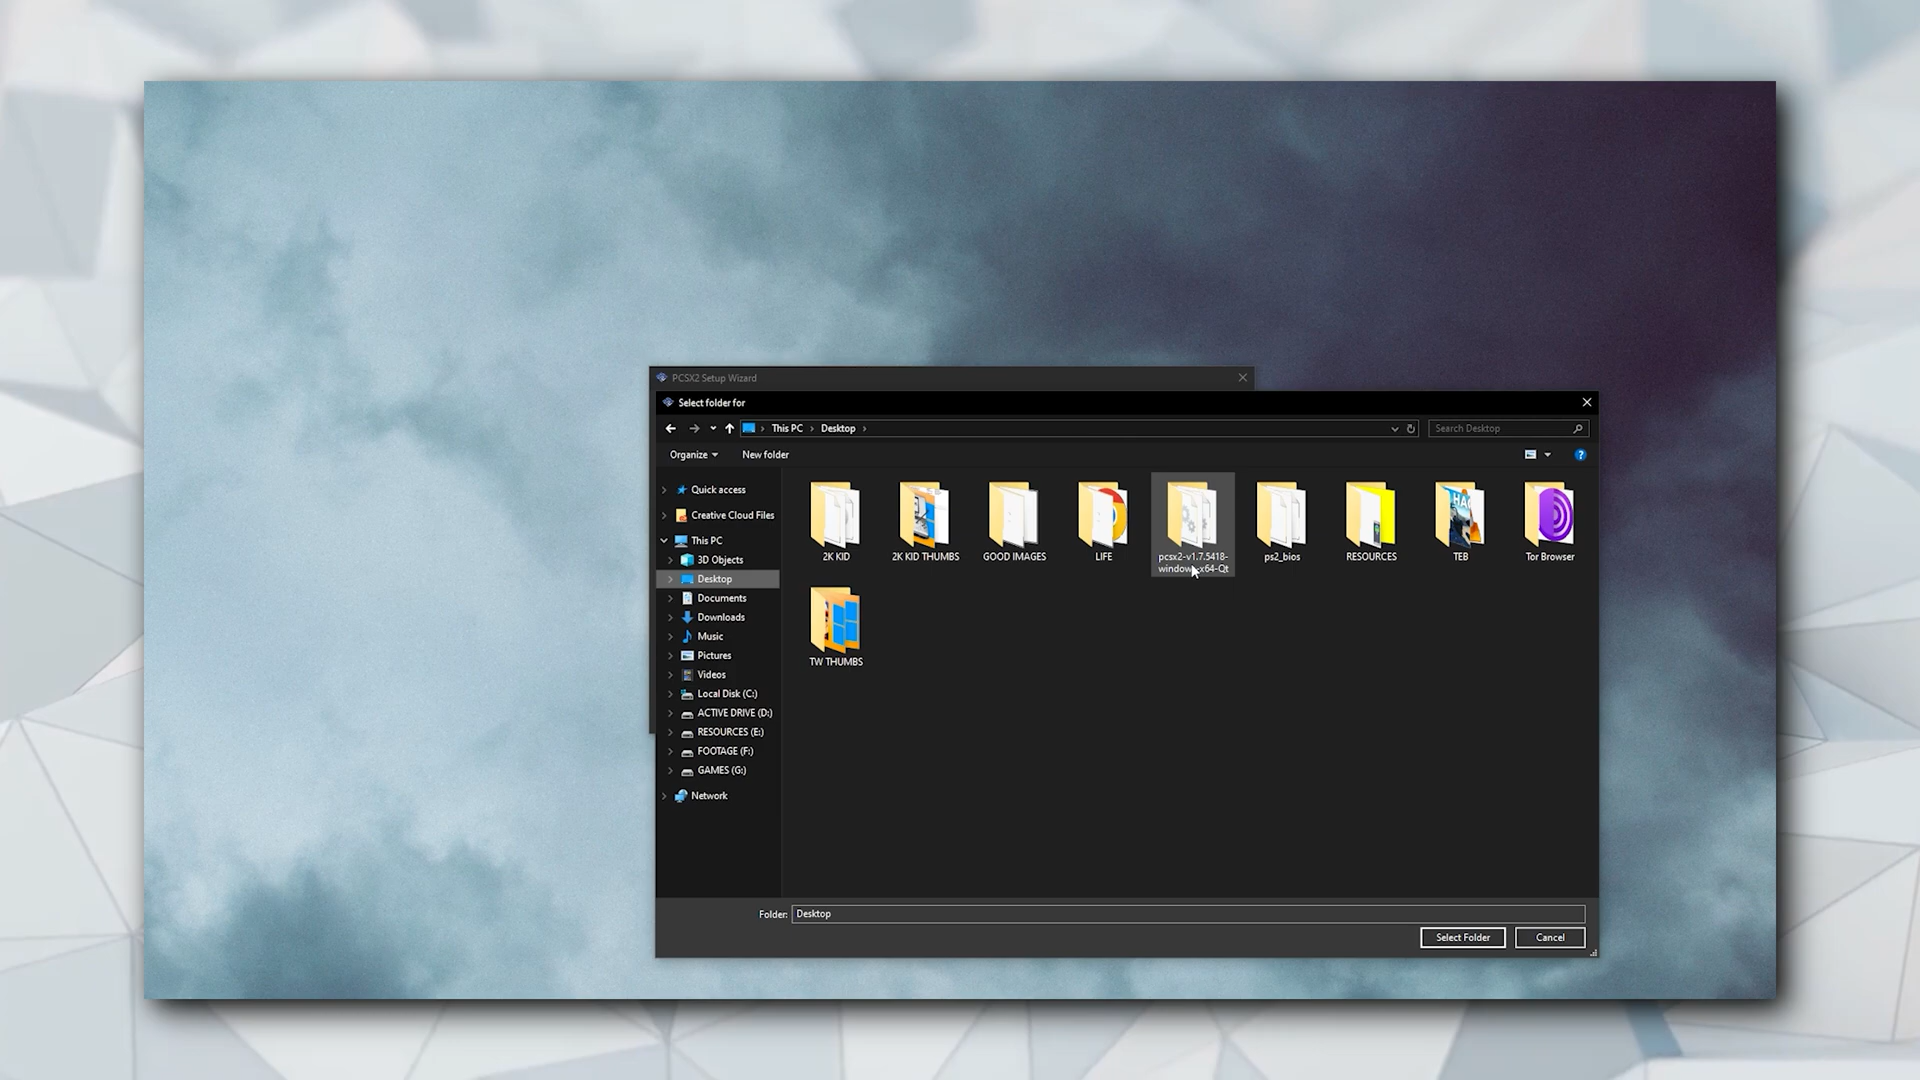 PCSX2 Setup Wizard
Select folder for
This PC
Desktop
Search Desktop
Organize
New folder
Quick access
Creative Cloud Files
This PC
3D Objects
Desktop
Documents
Downloads
Music
Pictures
Videos
Local Disk (C:)
ACTIVE DRIVE (D:)
RESOURCES (E:)
FOOTAGE (F:)
GAMES (G:)
Network
2K KID
2K KID THUMBS
GOOD IMAGES
LIFE
pcsx2-v1.7.5418-
windows-x64-Qt
ps2_bios
RESOURCES
TEB
Tor Browser
TW THUMBS
Folder:
Desktop
Select Folder
Cancel